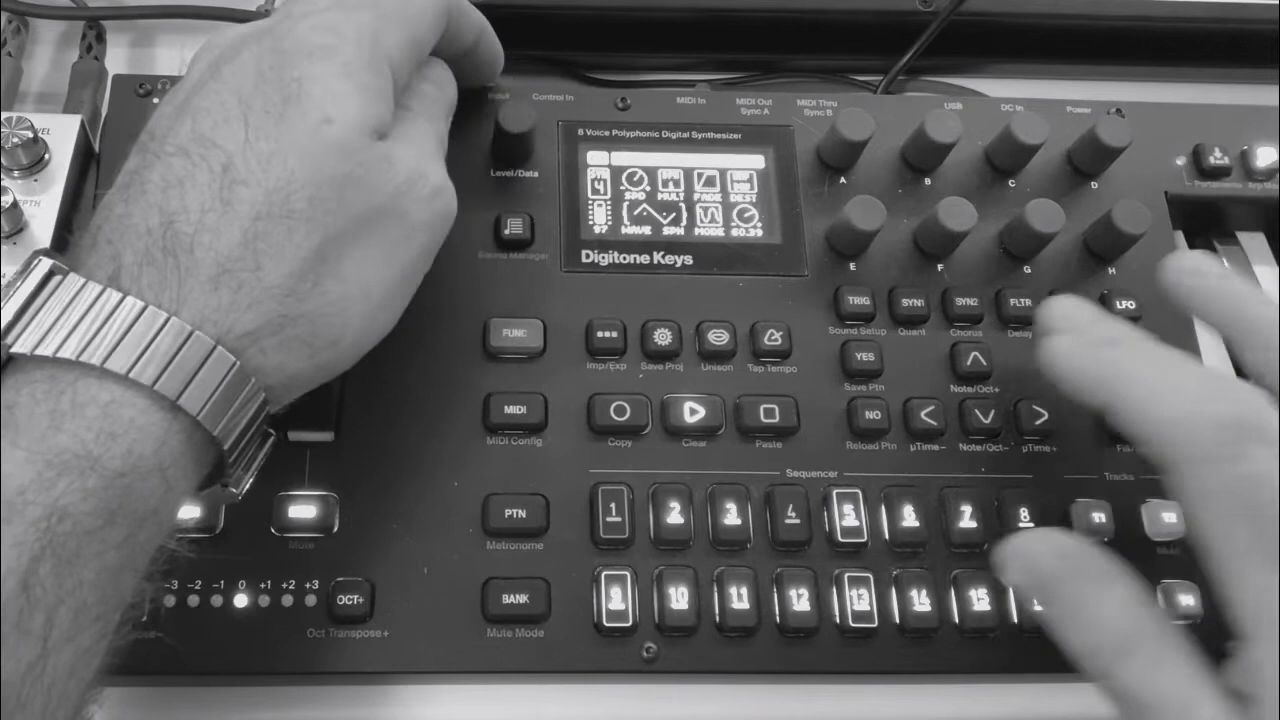 Input Control In MIDI In MIDI Out MIDI Thru USB DC In Power
Sync A Sync B
8 Voice Polyphonic Digital Synthesizer
Level/Data
A B C D
SYN
4
SPD MULT FADE DEST
97
WAVE SPH MODE 60.39
Digitone Keys
Sound Manager
E F G H
TRIG SYN1 SYN2 FLTR LFO
Sound Setup Quant Chorus Delay
FUNC
Imp/Exp Save Proj Unison Tap Tempo
YES
Save Ptn Note/Oct+
MIDI
MIDI Config
Copy Clear Paste
NO
Reload Ptn µTime− Note/Oct− µTime+
Sequencer
Tracks
PTN
Metronome
1 2 3 4 5 6 7 8
T1 T2
Mute
-3 -2 -1 0 +1 +2 +3
OCT+
Oct Transpose+
BANK
Mute Mode
9 10 11 12 13 14 15
T4